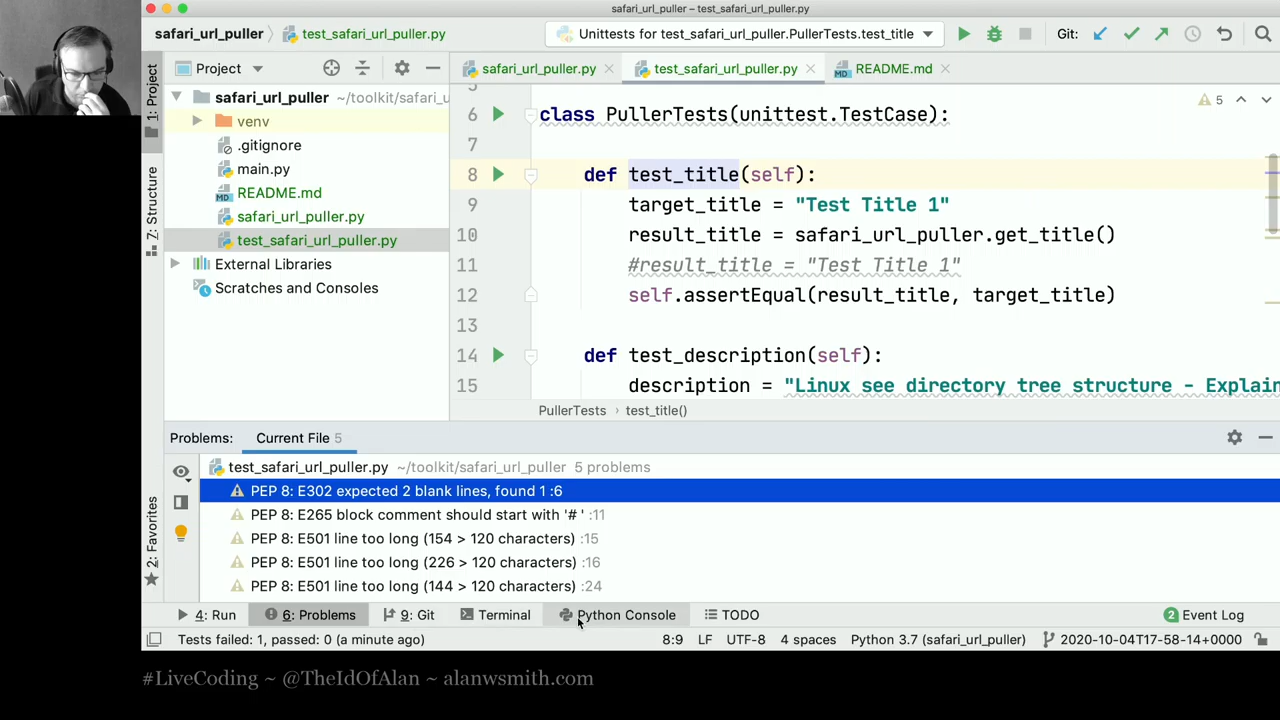 safari_url_puller – test_safari_url_puller.py
safari_url_puller
test_safari_url_puller.py
Unittests for test_safari_url_puller.PullerTests.test_title
Git:
1: Project
Project
safari_url_puller.py
test_safari_url_puller.py
README.md
safari_url_puller ~/toolkit/safari_u
venv
.gitignore
main.py
README.md
safari_url_puller.py
test_safari_url_puller.py
External Libraries
Scratches and Consoles
Z: Structure
2: Favorites
5
5
6 class PullerTests(unittest.TestCase):
7
8 def test_title(self):
9 target_title = "Test Title 1"
10 result_title = safari_url_puller.get_title()
11 #result_title = "Test Title 1"
12 self.assertEqual(result_title, target_title)
13
14 def test_description(self):
15 description = "Linux see directory tree structure - Explain
PullerTests › test_title()
Problems: Current File 5
test_safari_url_puller.py ~/toolkit/safari_url_puller 5 problems
PEP 8: E302 expected 2 blank lines, found 1 :6
PEP 8: E265 block comment should start with '# ' :11
PEP 8: E501 line too long (154 > 120 characters) :15
PEP 8: E501 line too long (226 > 120 characters) :16
PEP 8: E501 line too long (144 > 120 characters) :24
4: Run 6: Problems 9: Git Terminal Python Console TODO 2 Event Log
Tests failed: 1, passed: 0 (a minute ago) 8:9 LF UTF-8 4 spaces Python 3.7 (safari_url_puller) 2020-10-04T17-58-14+0000
#LiveCoding ~ @TheIdOfAlan ~ alanwsmith.com